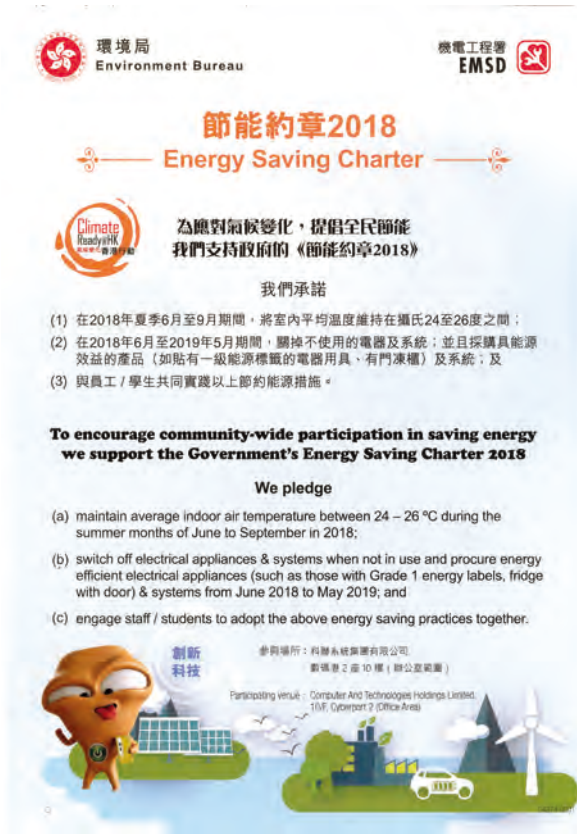 環境局
Environment Bureau
機電工程署
EMSD
節能約章2018
Energy Saving Charter
Climate
Ready@HK
香港行動
為應對氣候變化，提倡全民節能
我們支持政府的《節能約章2018》
我們承諾
(1) 在2018年夏季6月至9月期間，將室內平均溫度維持在攝氏24至26度之間；
(2) 在2018年6月至2019年5月期間，關掉不使用的電器及系統；並且採購具能源
效益的產品（如貼有一級能源標籤的電器用具、有門凍櫃）及系統；及
(3) 與員工 / 學生共同實踐以上節約能源措施。
To encourage community-wide participation in saving energy
we support the Government's Energy Saving Charter 2018
We pledge
(a) maintain average indoor air temperature between 24 – 26 ºC during the
summer months of June to September in 2018;
(b) switch off electrical appliances & systems when not in use and procure energy
efficient electrical appliances (such as those with Grade 1 energy labels, fridge
with door) & systems from June 2018 to May 2019; and
(c) engage staff / students to adopt the above energy saving practices together.
創新
科技
參與場所：科聯系統集團有限公司
數碼港 2 座 10 樓 ( 辦公室範圍 )
Participating venue : Computer And Technologies Holdings Limited
10/F, Cyberport 2 (Office Area)